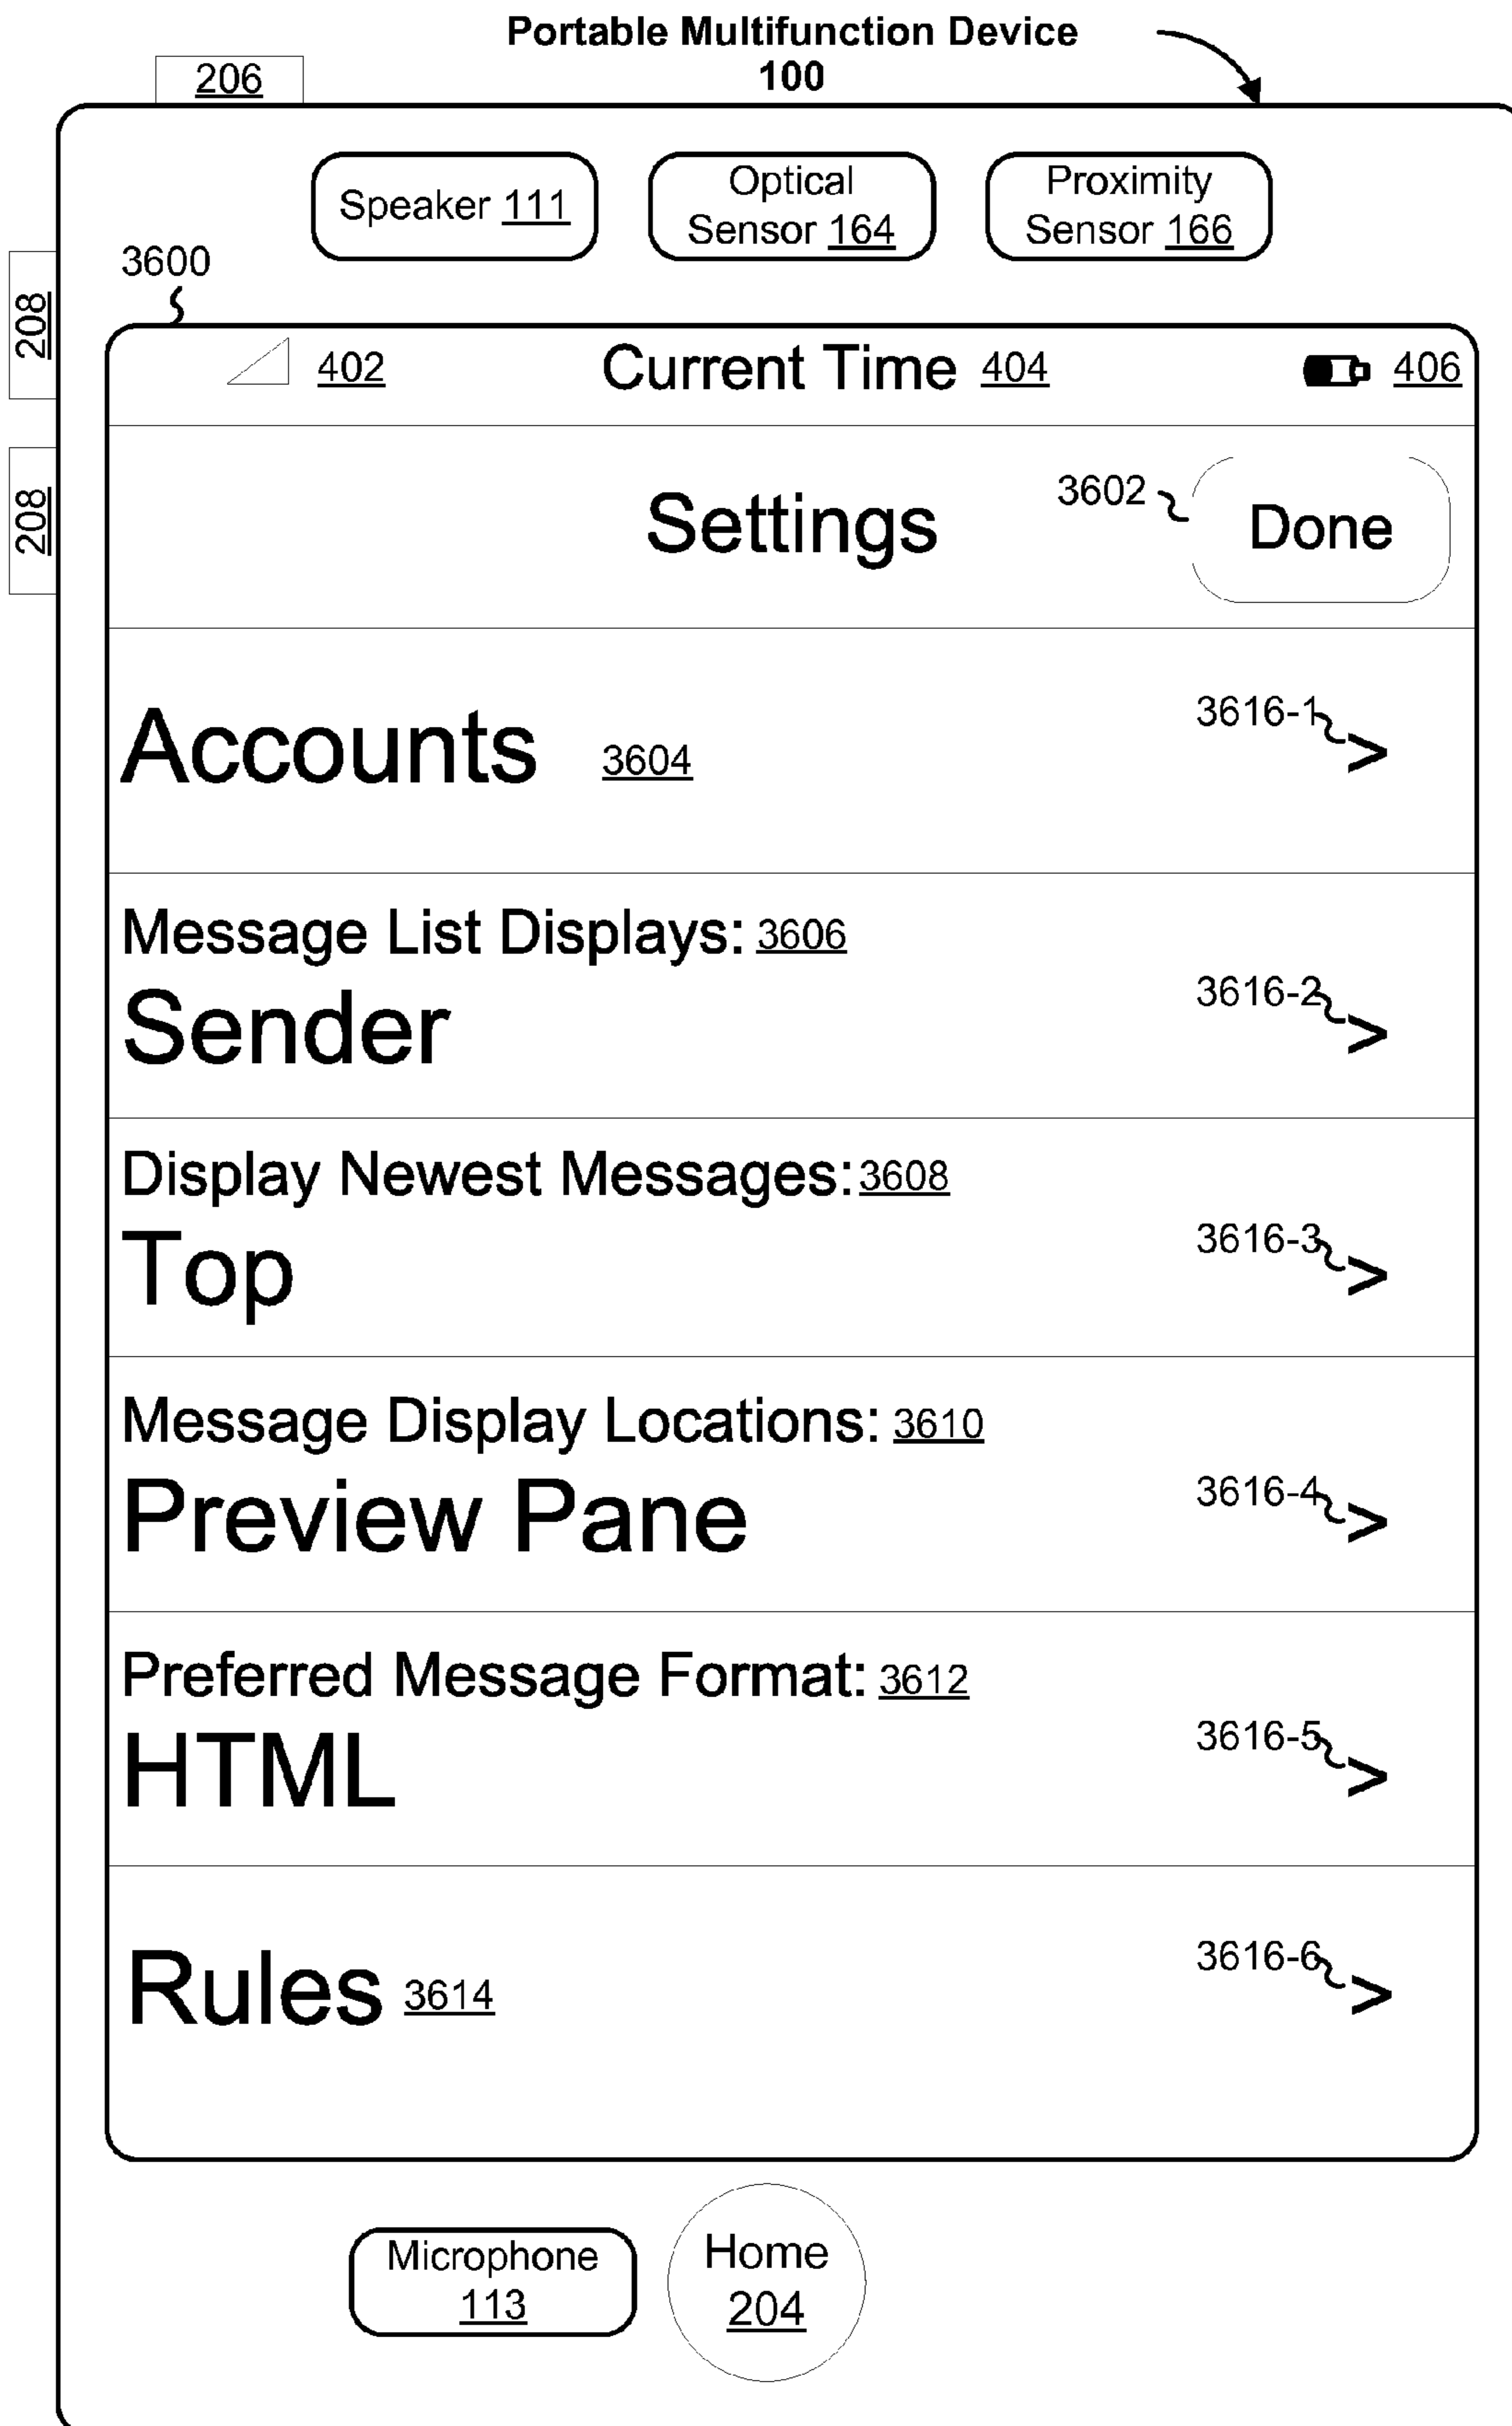 Portable Multifunction Device
100
206
Speaker 111
Optical
Sensor 164
Proximity
Sensor 166
3600
208
208
402
Current Time 404
406
Settings
3602
Done
Accounts 3604
3616-1
>
Message List Displays: 3606
Sender
3616-2
>
Display Newest Messages: 3608
Top
3616-3
>
Message Display Locations: 3610
Preview Pane
3616-4
>
Preferred Message Format: 3612
HTML
3616-5
>
Rules 3614
3616-6
>
Microphone
113
Home
204